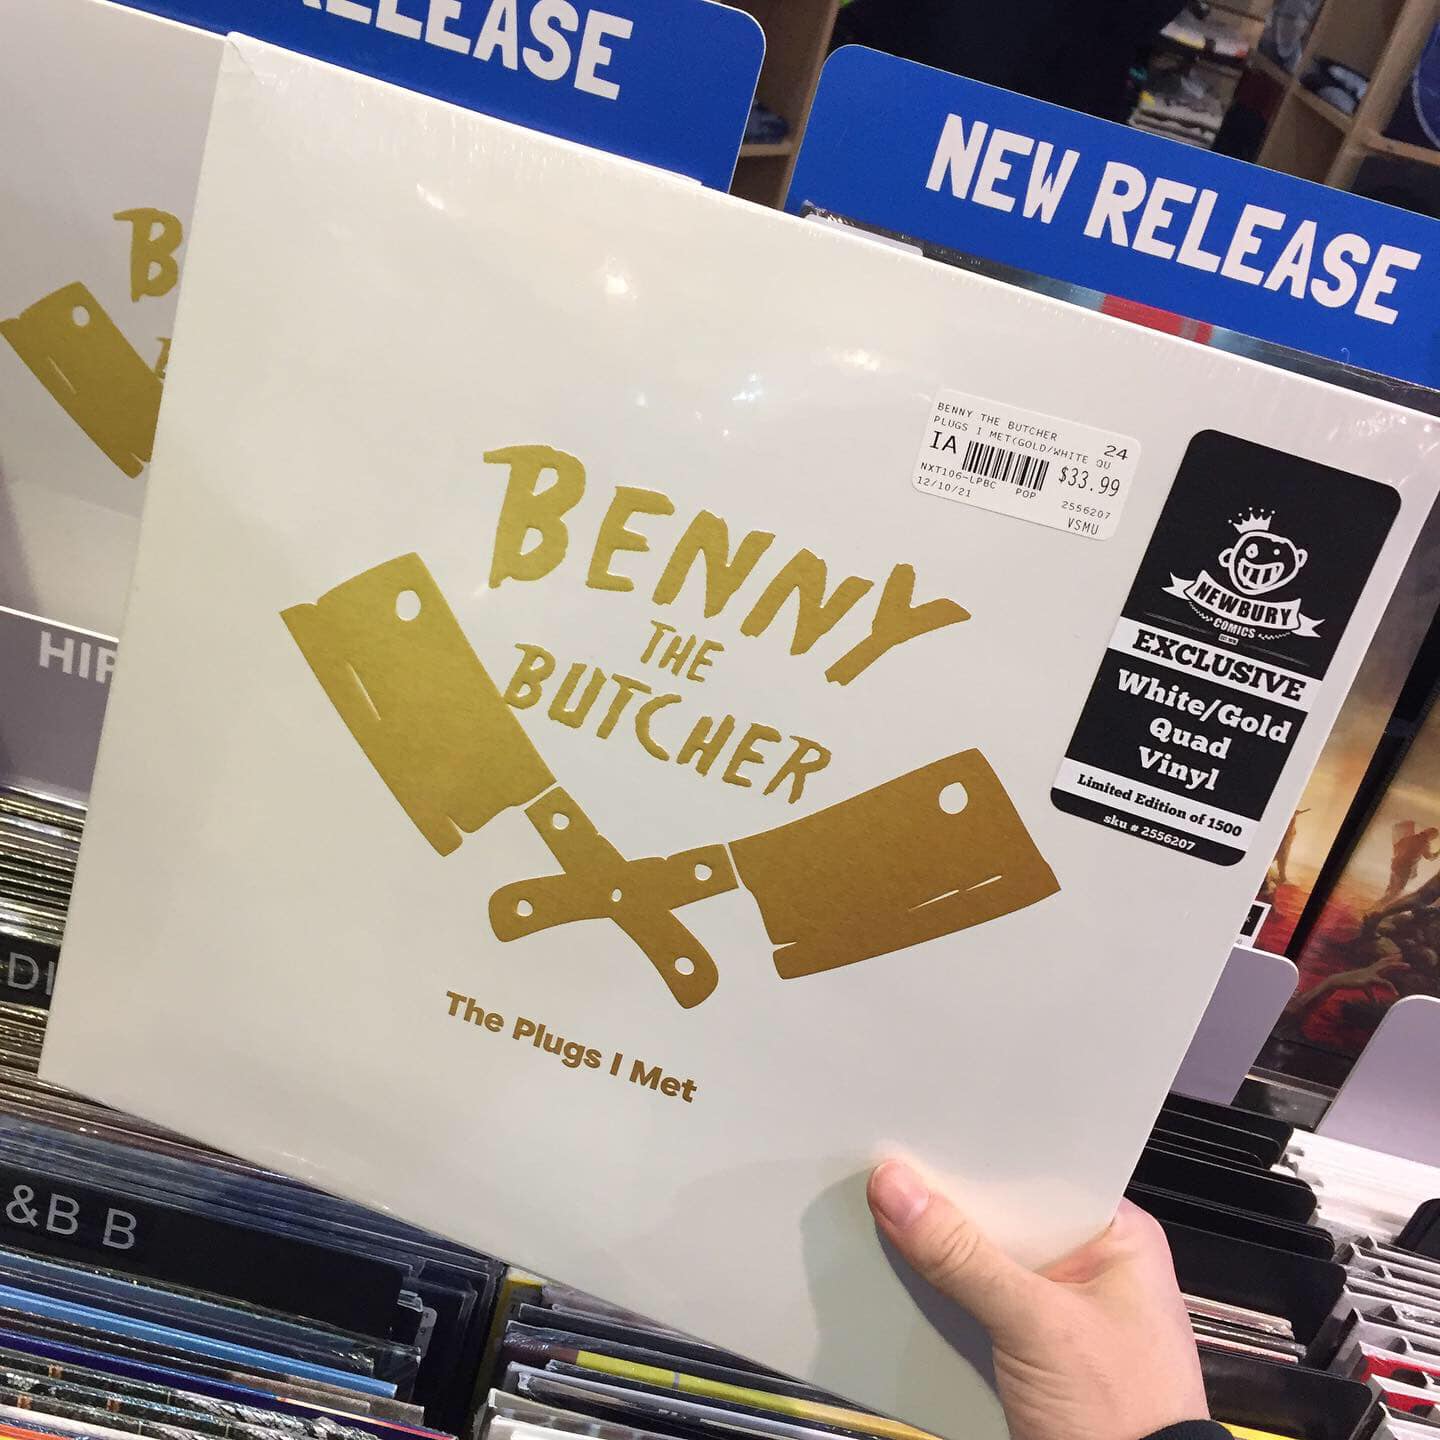 RELEASE
NEW RELEASE
B
HIP
BENNY THE BUTCHER
PLUGS I MET(GOLD/WHITE QU
24
IA
$33.99
NXT106-LPBC POP
12/10/21
2556207
VSMU
NEWBURY
COMICS
EXCLUSIVE
White/Gold
Quad
Vinyl
Limited Edition of 1500
sku # 2556207
BENNY
THE
BUTCHER
The Plugs I Met
DI
&B B